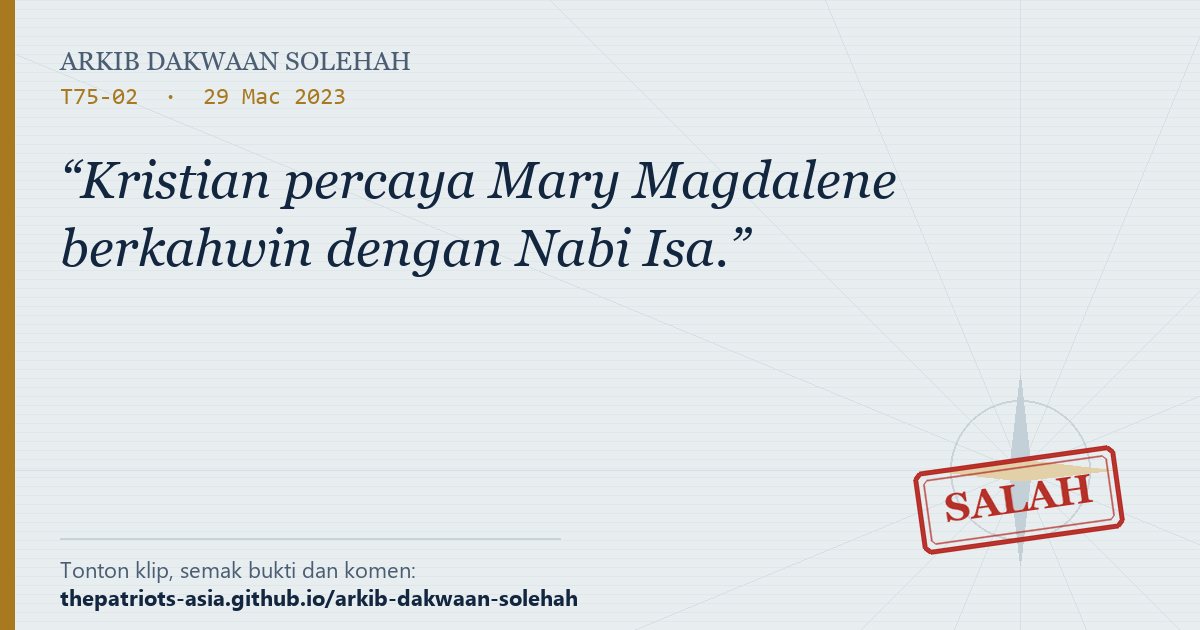 ARKIB DAKWAAN SOLEHAH
T75-02 · 29 Mac 2023
“Kristian percaya Mary Magdalene
berkahwin dengan Nabi Isa.”
SALAH
Tonton klip, semak bukti dan komen:
thepatriots-asia.github.io/arkib-dakwaan-solehah